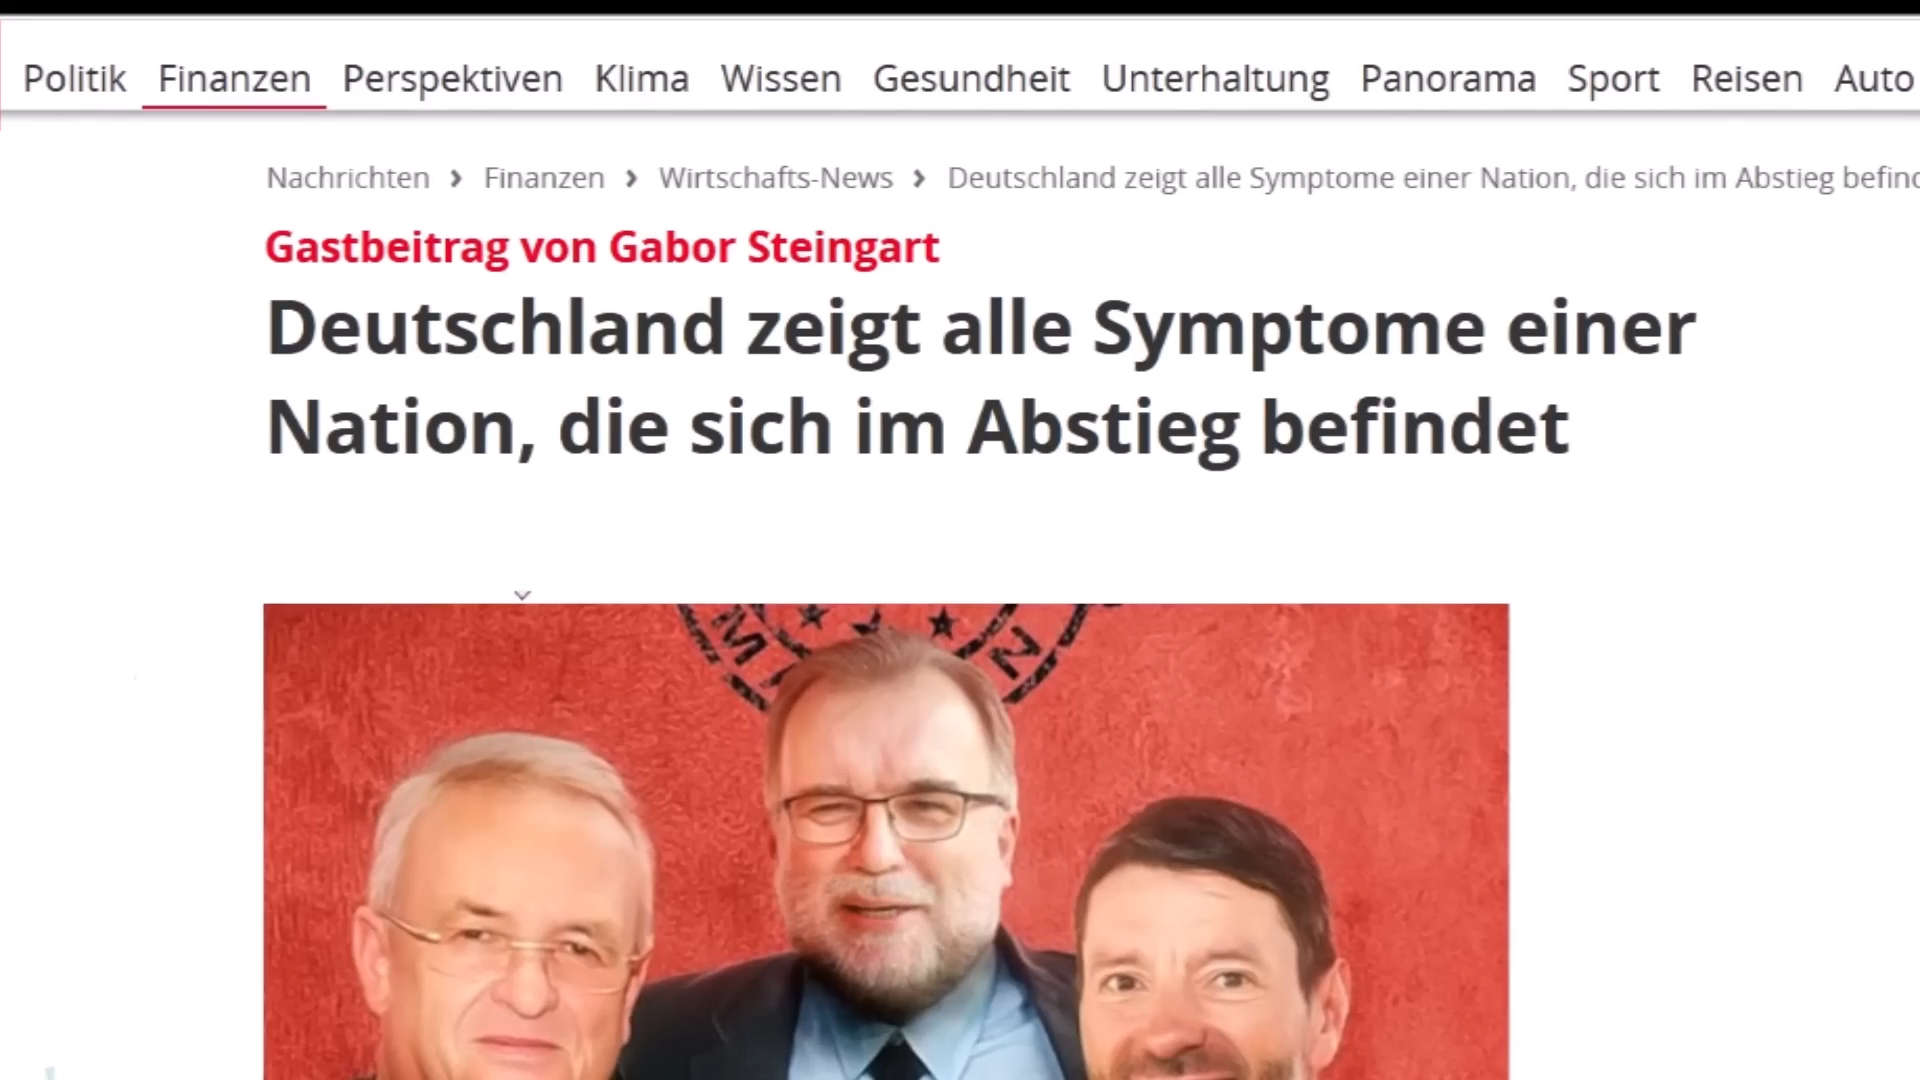 Politik Finanzen Perspektiven Klima Wissen Gesundheit Unterhaltung Panorama Sport Reisen Auto
Nachrichten › Finanzen › Wirtschafts-News › Deutschland zeigt alle Symptome einer Nation, die sich im Abstieg
Gastbeitrag von Gabor Steingart
Deutschland zeigt alle Symptome einer
Nation, die sich im Abstieg befindet